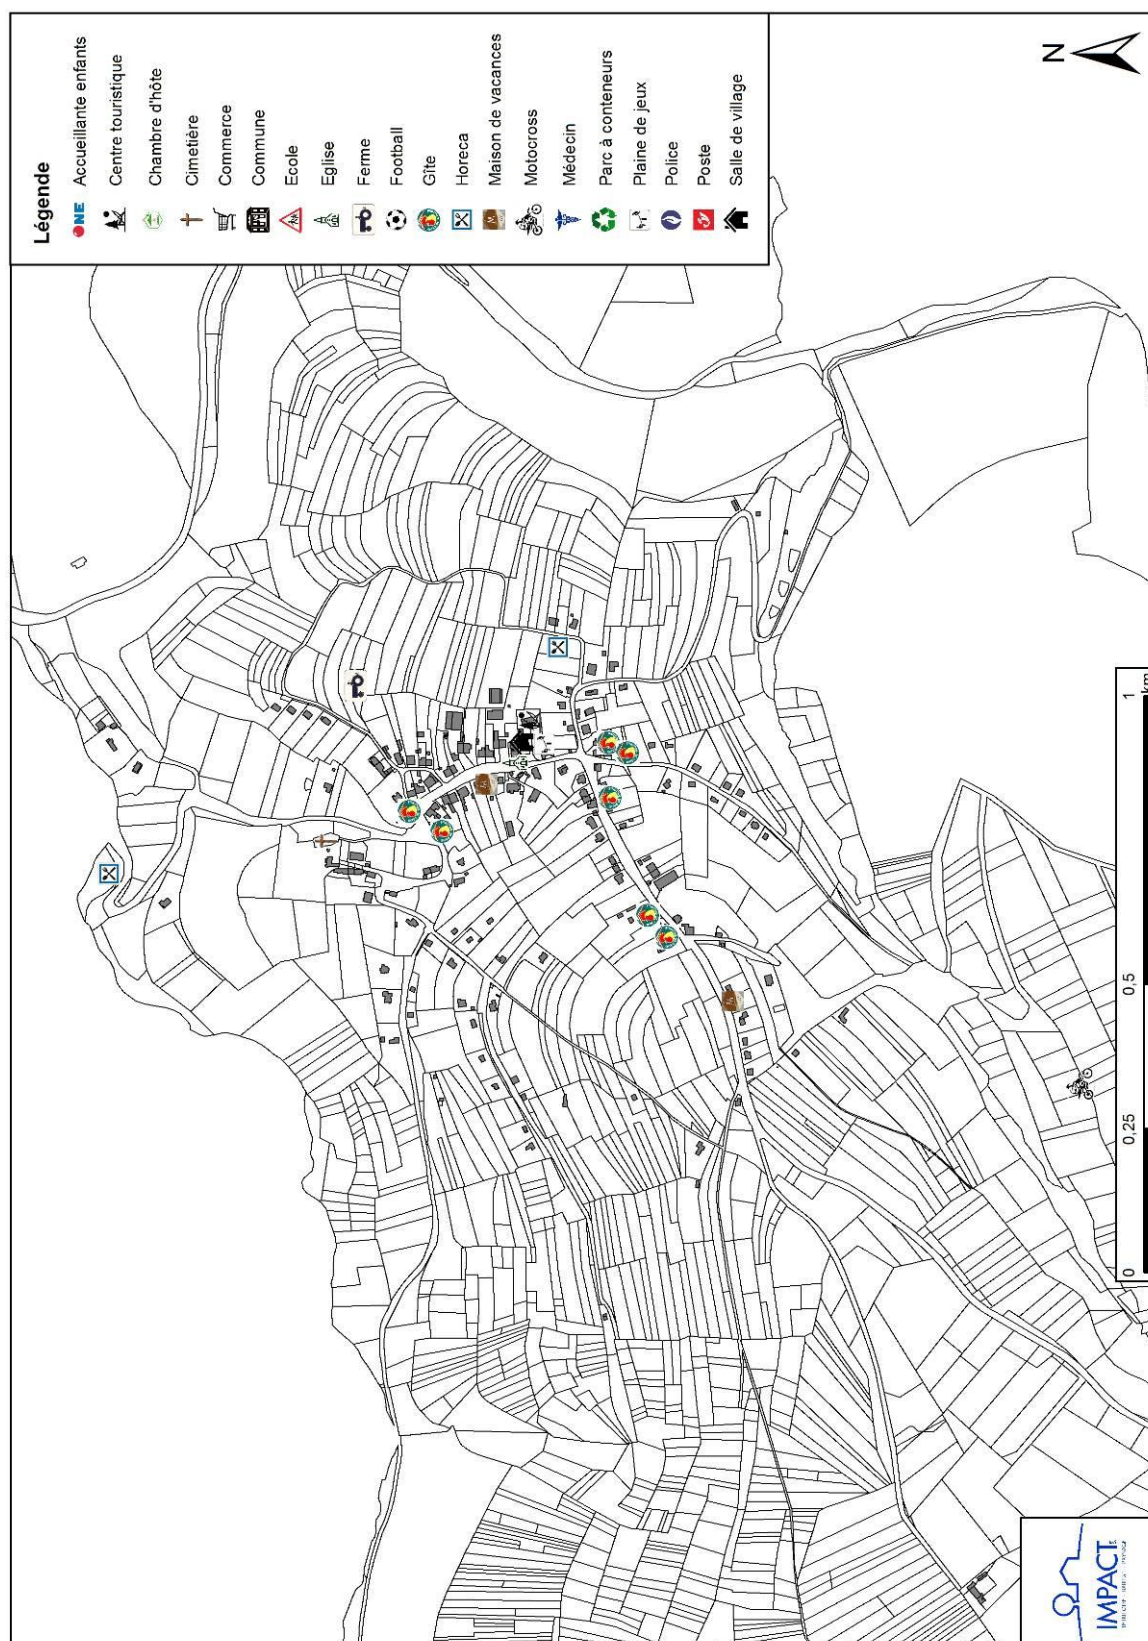 Légende
Accueillante enfants
Centre touristique
Chambre d'hôte
Cimetière
Commerce
Commune
Ecole
Eglise
Ferme
Football
Gîte
Horeca
Maison de vacances
Motocross
Médecin
Parc à conteneurs
Plaine de jeux
Police
Poste
Salle de village
NE
N
0
0,25
0,5
1
km
IMPACT